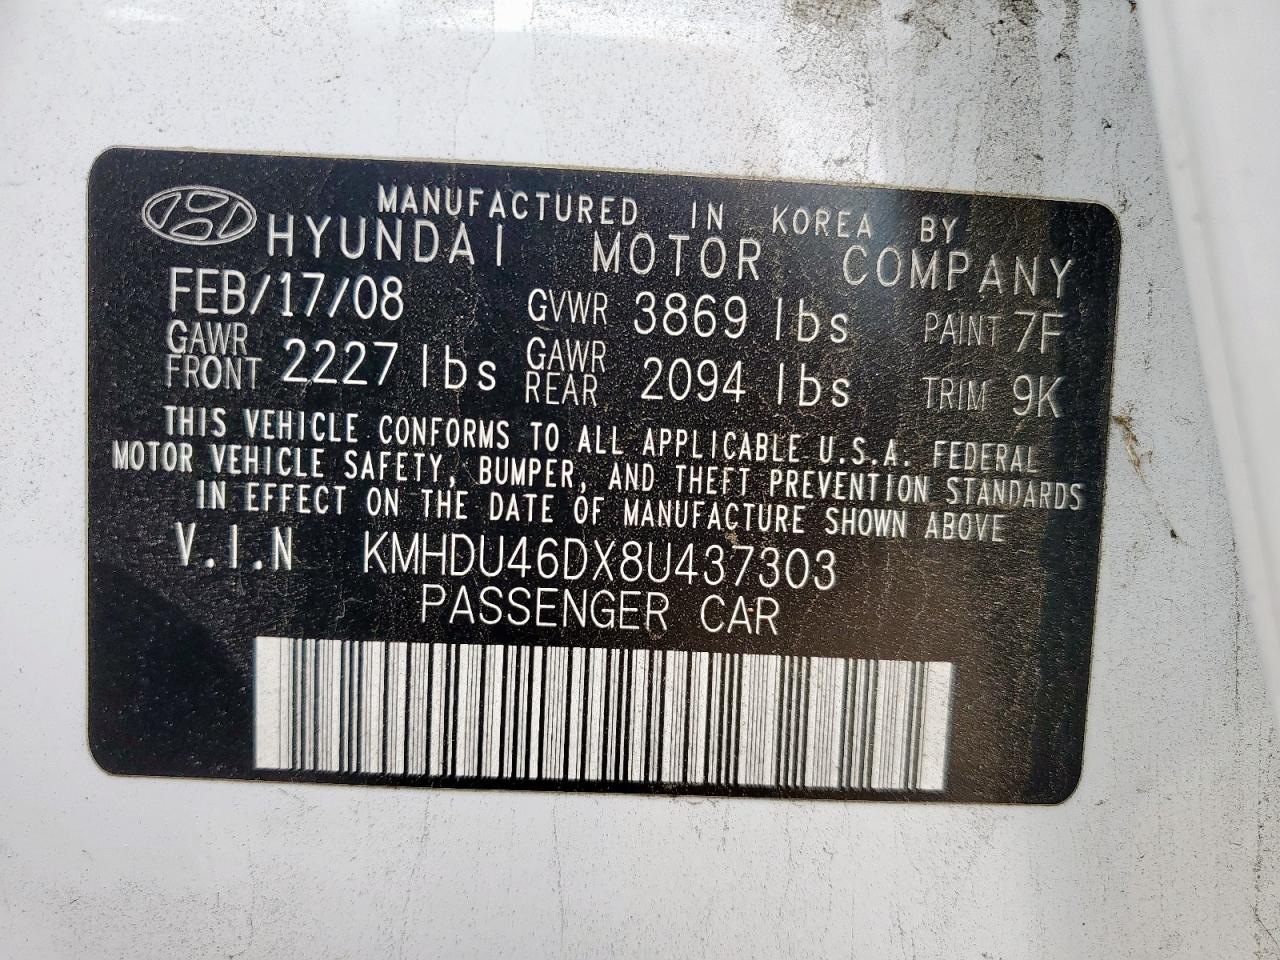 MANUFACTURED IN KOREA BY
HYUNDAI MOTOR COMPANY
FEB/17/08 GVWR 3869 lbs PAINT 7F
GAWR FRONT 2227 lbs GAWR REAR 2094 lbs TRIM 9K
THIS VEHICLE CONFORMS TO ALL APPLICABLE U.S.A. FEDERAL
MOTOR VEHICLE SAFETY, BUMPER, AND THEFT PREVENTION STANDARDS
IN EFFECT ON THE DATE OF MANUFACTURE SHOWN ABOVE
V.I.N KMHDU46DX8U437303
PASSENGER CAR